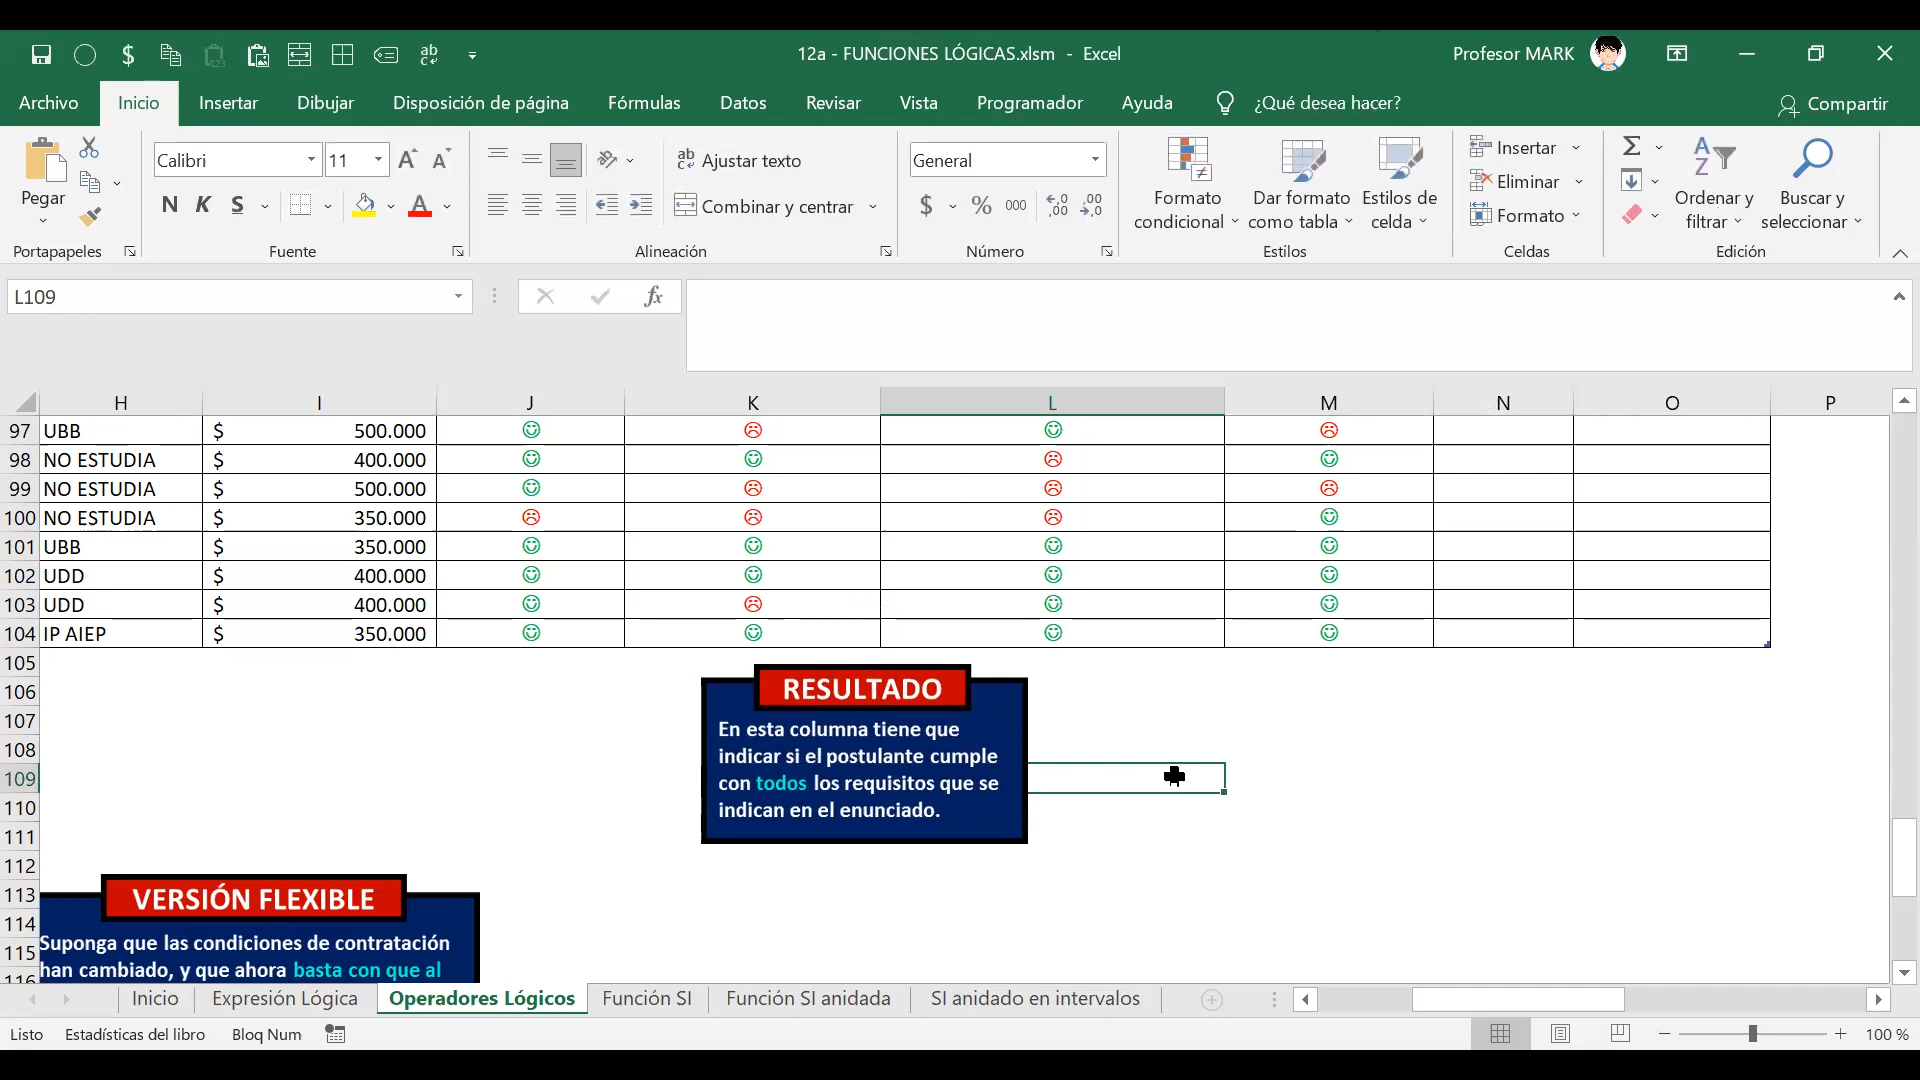 12a - FUNCIONES LÓGICAS.xlsm - Excel
Profesor MARK
Archivo Inicio Insertar Dibujar Disposición de página Fórmulas Datos Revisar Vista Programador Ayuda ¿Qué desea hacer? Compartir
Pegar
Portapapeles
Calibri 11
N K S
Fuente
Ajustar texto
Combinar y centrar
Alineación
General
$ % 000
Número
Formato condicional
Dar formato como tabla
Estilos de celda
Estilos
Insertar
Eliminar
Formato
Celdas
Ordenar y filtrar
Buscar y seleccionar
Edición
L109
fx
H I J K L M N O P
97 UBB $ 500.000
98 NO ESTUDIA $ 400.000
99 NO ESTUDIA $ 500.000
100 NO ESTUDIA $ 350.000
101 UBB $ 350.000
102 UDD $ 400.000
103 UDD $ 400.000
104 IP AIEP $ 350.000
105
106
107
108
109
110
111
112
113
114
115
116
RESULTADO
En esta columna tiene que
indicar si el postulante cumple
con todos los requisitos que se
indican en el enunciado.
VERSIÓN FLEXIBLE
Suponga que las condiciones de contratación
han cambiado, y que ahora basta con que al
Inicio Expresión Lógica Operadores Lógicos Función SI Función SI anidada SI anidado en intervalos
Listo Estadísticas del libro Bloq Num 100 %